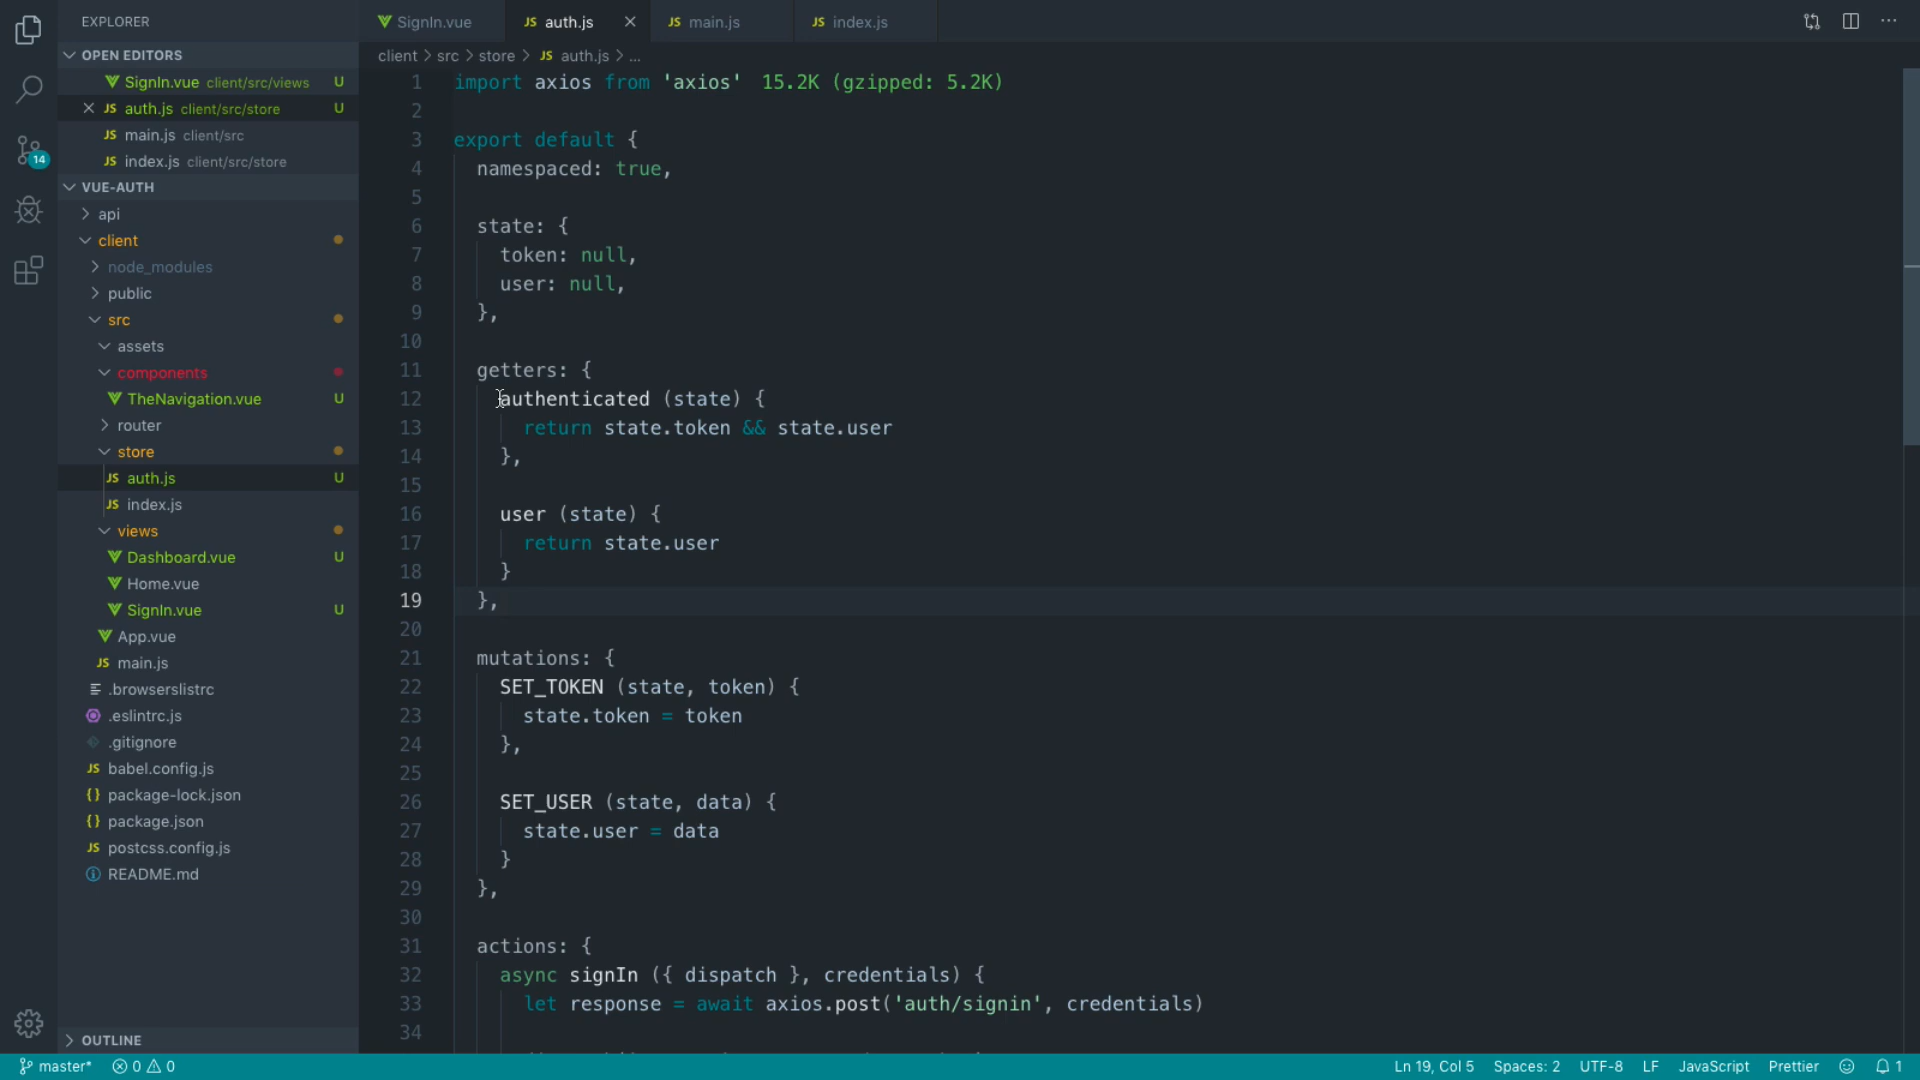 EXPLORER
OPEN EDITORS
SignIn.vue client/src/views U
JS auth.js client/src/store U
JS main.js client/src
JS index.js client/src/store
14
VUE-AUTH
api
client
node_modules
public
src
assets
components
TheNavigation.vue U
router
store
JS auth.js U
JS index.js
views
Dashboard.vue U
Home.vue
SignIn.vue U
App.vue
JS main.js
.browserslistrc
.eslintrc.js
.gitignore
JS babel.config.js
{} package-lock.json
{} package.json
JS postcss.config.js
README.md
OUTLINE
SignIn.vue JS auth.js JS main.js JS index.js
client > src > store > JS auth.js > ...
1 import axios from 'axios' 15.2K (gzipped: 5.2K)
2
3 export default {
4 namespaced: true,
5
6 state: {
7 token: null,
8 user: null,
9 },
10
11 getters: {
12 authenticated (state) {
13 return state.token && state.user
14 },
15
16 user (state) {
17 return state.user
18 }
19 },
20
21 mutations: {
22 SET_TOKEN (state, token) {
23 state.token = token
24 },
25
26 SET_USER (state, data) {
27 state.user = data
28 }
29 },
30
31 actions: {
32 async signIn ({ dispatch }, credentials) {
33 let response = await axios.post('auth/signin', credentials)
34
master* 0 0 Ln 19, Col 5 Spaces: 2 UTF-8 LF JavaScript Prettier 1